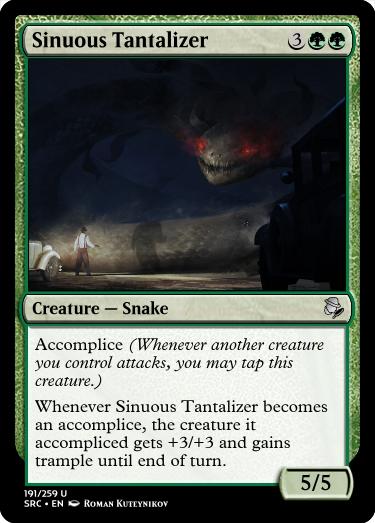 Sinuous Tantalizer 3
Creature — Snake
Accomplice (Whenever another creature
you control attacks, you may tap this
creature.)
Whenever Sinuous Tantalizer becomes
an accomplice, the creature it
accompliced gets +3/+3 and gains
trample until end of turn.
5/5
191/259 U
SRC • EN Roman Kuteynikov